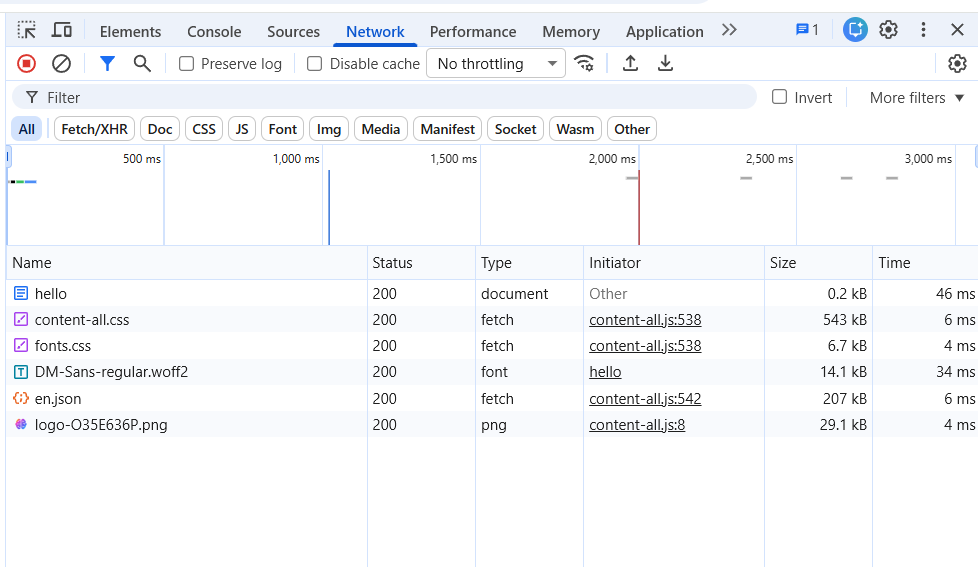 Elements Console Sources Network Performance Memory Application 1
Preserve log Disable cache No throttling
Filter Invert More filters
All Fetch/XHR Doc CSS JS Font Img Media Manifest Socket Wasm Other
500 ms 1,000 ms 1,500 ms 2,000 ms 2,500 ms 3,000 ms
Name Status Type Initiator Size Time
hello 200 document Other 0.2 kB 46 ms
content-all.css 200 fetch content-all.js:538 543 kB 6 ms
fonts.css 200 fetch content-all.js:538 6.7 kB 4 ms
DM-Sans-regular.woff2 200 font hello 14.1 kB 34 ms
en.json 200 fetch content-all.js:542 207 kB 6 ms
logo-O35E636P.png 200 png content-all.js:8 29.1 kB 4 ms